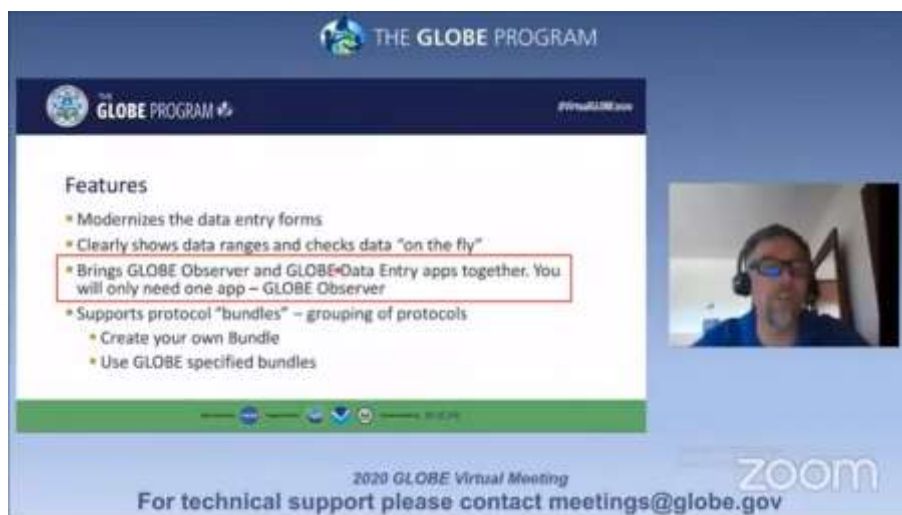 THE GLOBE PROGRAM
THE
GLOBE PROGRAM
#VirtualGLOBE2020
Features
Modernizes the data entry forms
Clearly shows data ranges and checks data "on the fly"
Brings GLOBE Observer and GLOBE Data Entry apps together. You
will only need one app – GLOBE Observer
Supports protocol "bundles" – grouping of protocols
Create your own Bundle
Use GLOBE specified bundles
2020 GLOBE Virtual Meeting
zoom
For technical support please contact meetings@globe.gov